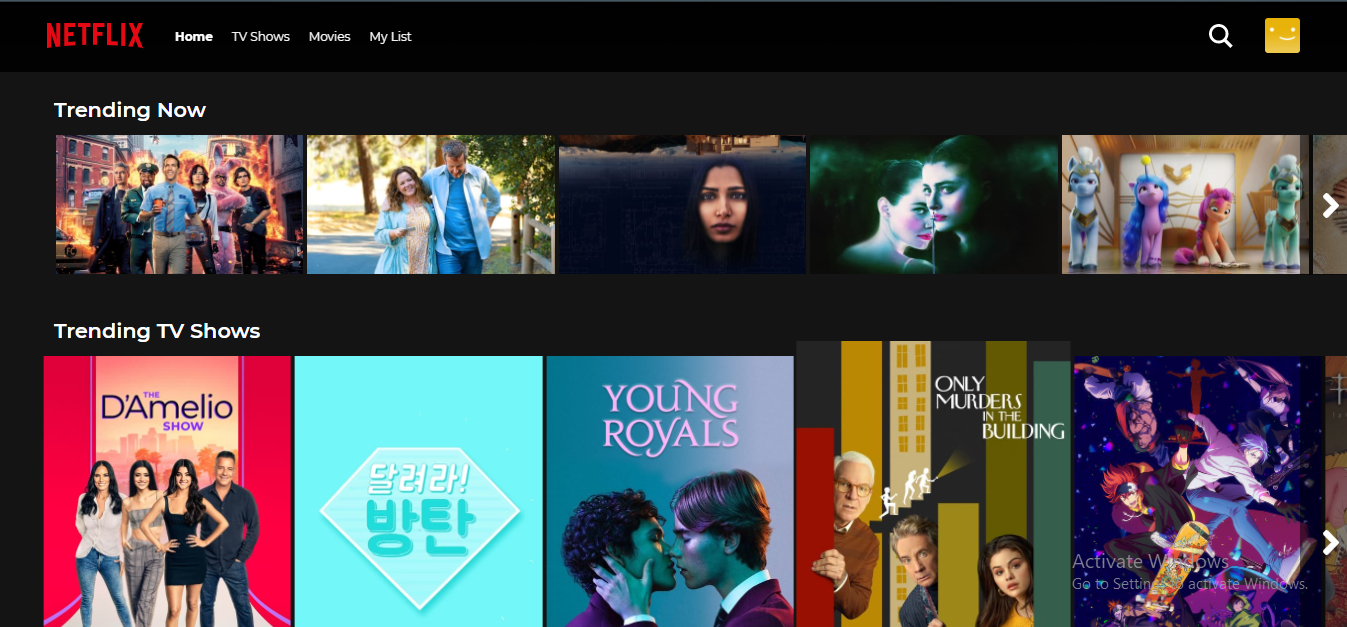 NETFLIX Home TV Shows Movies My List
Trending Now
Trending TV Shows
THE
D'Amelio
SHOW
달려라!
방탄
YOUNG
ROYALS
ONLY
MURDERS
IN THE
BUILDING
Activate Windows
Go to Settings to activate Windows.